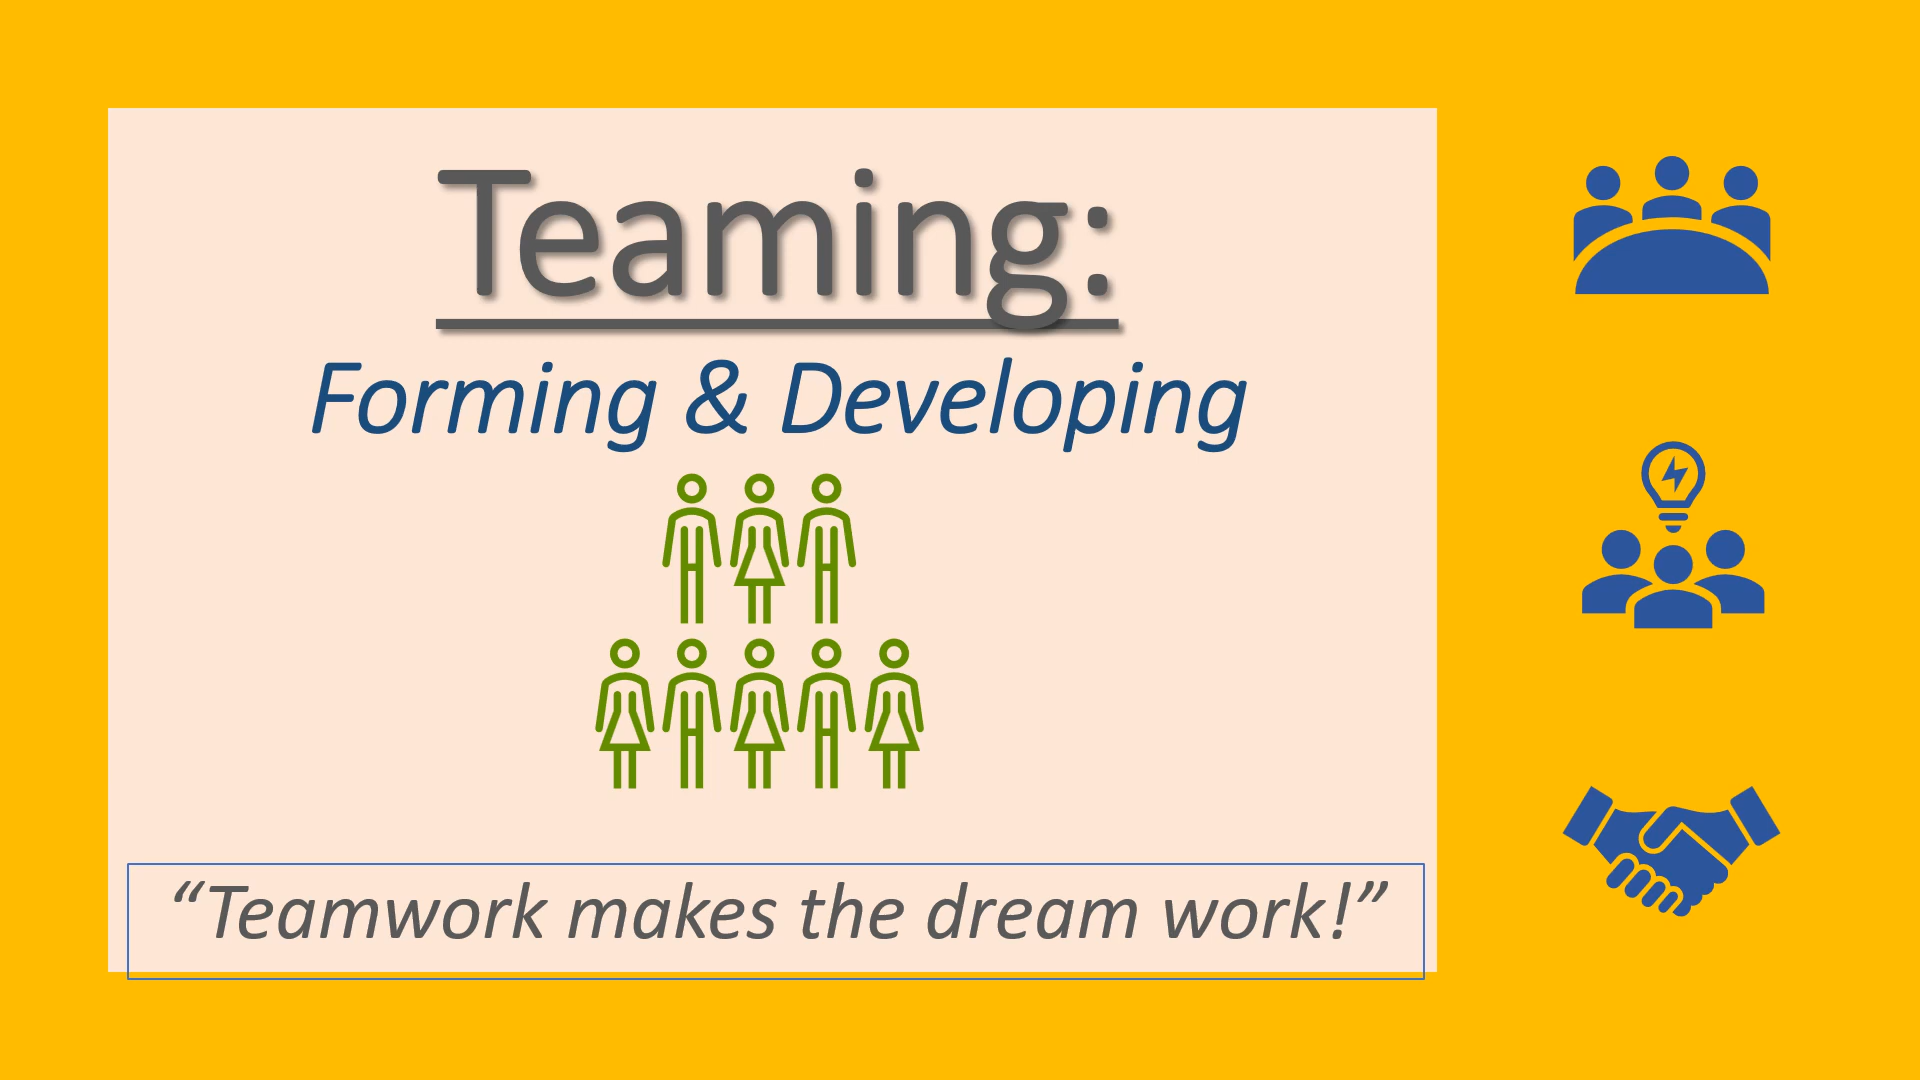 Teaming:
Forming & Developing
“Teamwork makes the dream work!”